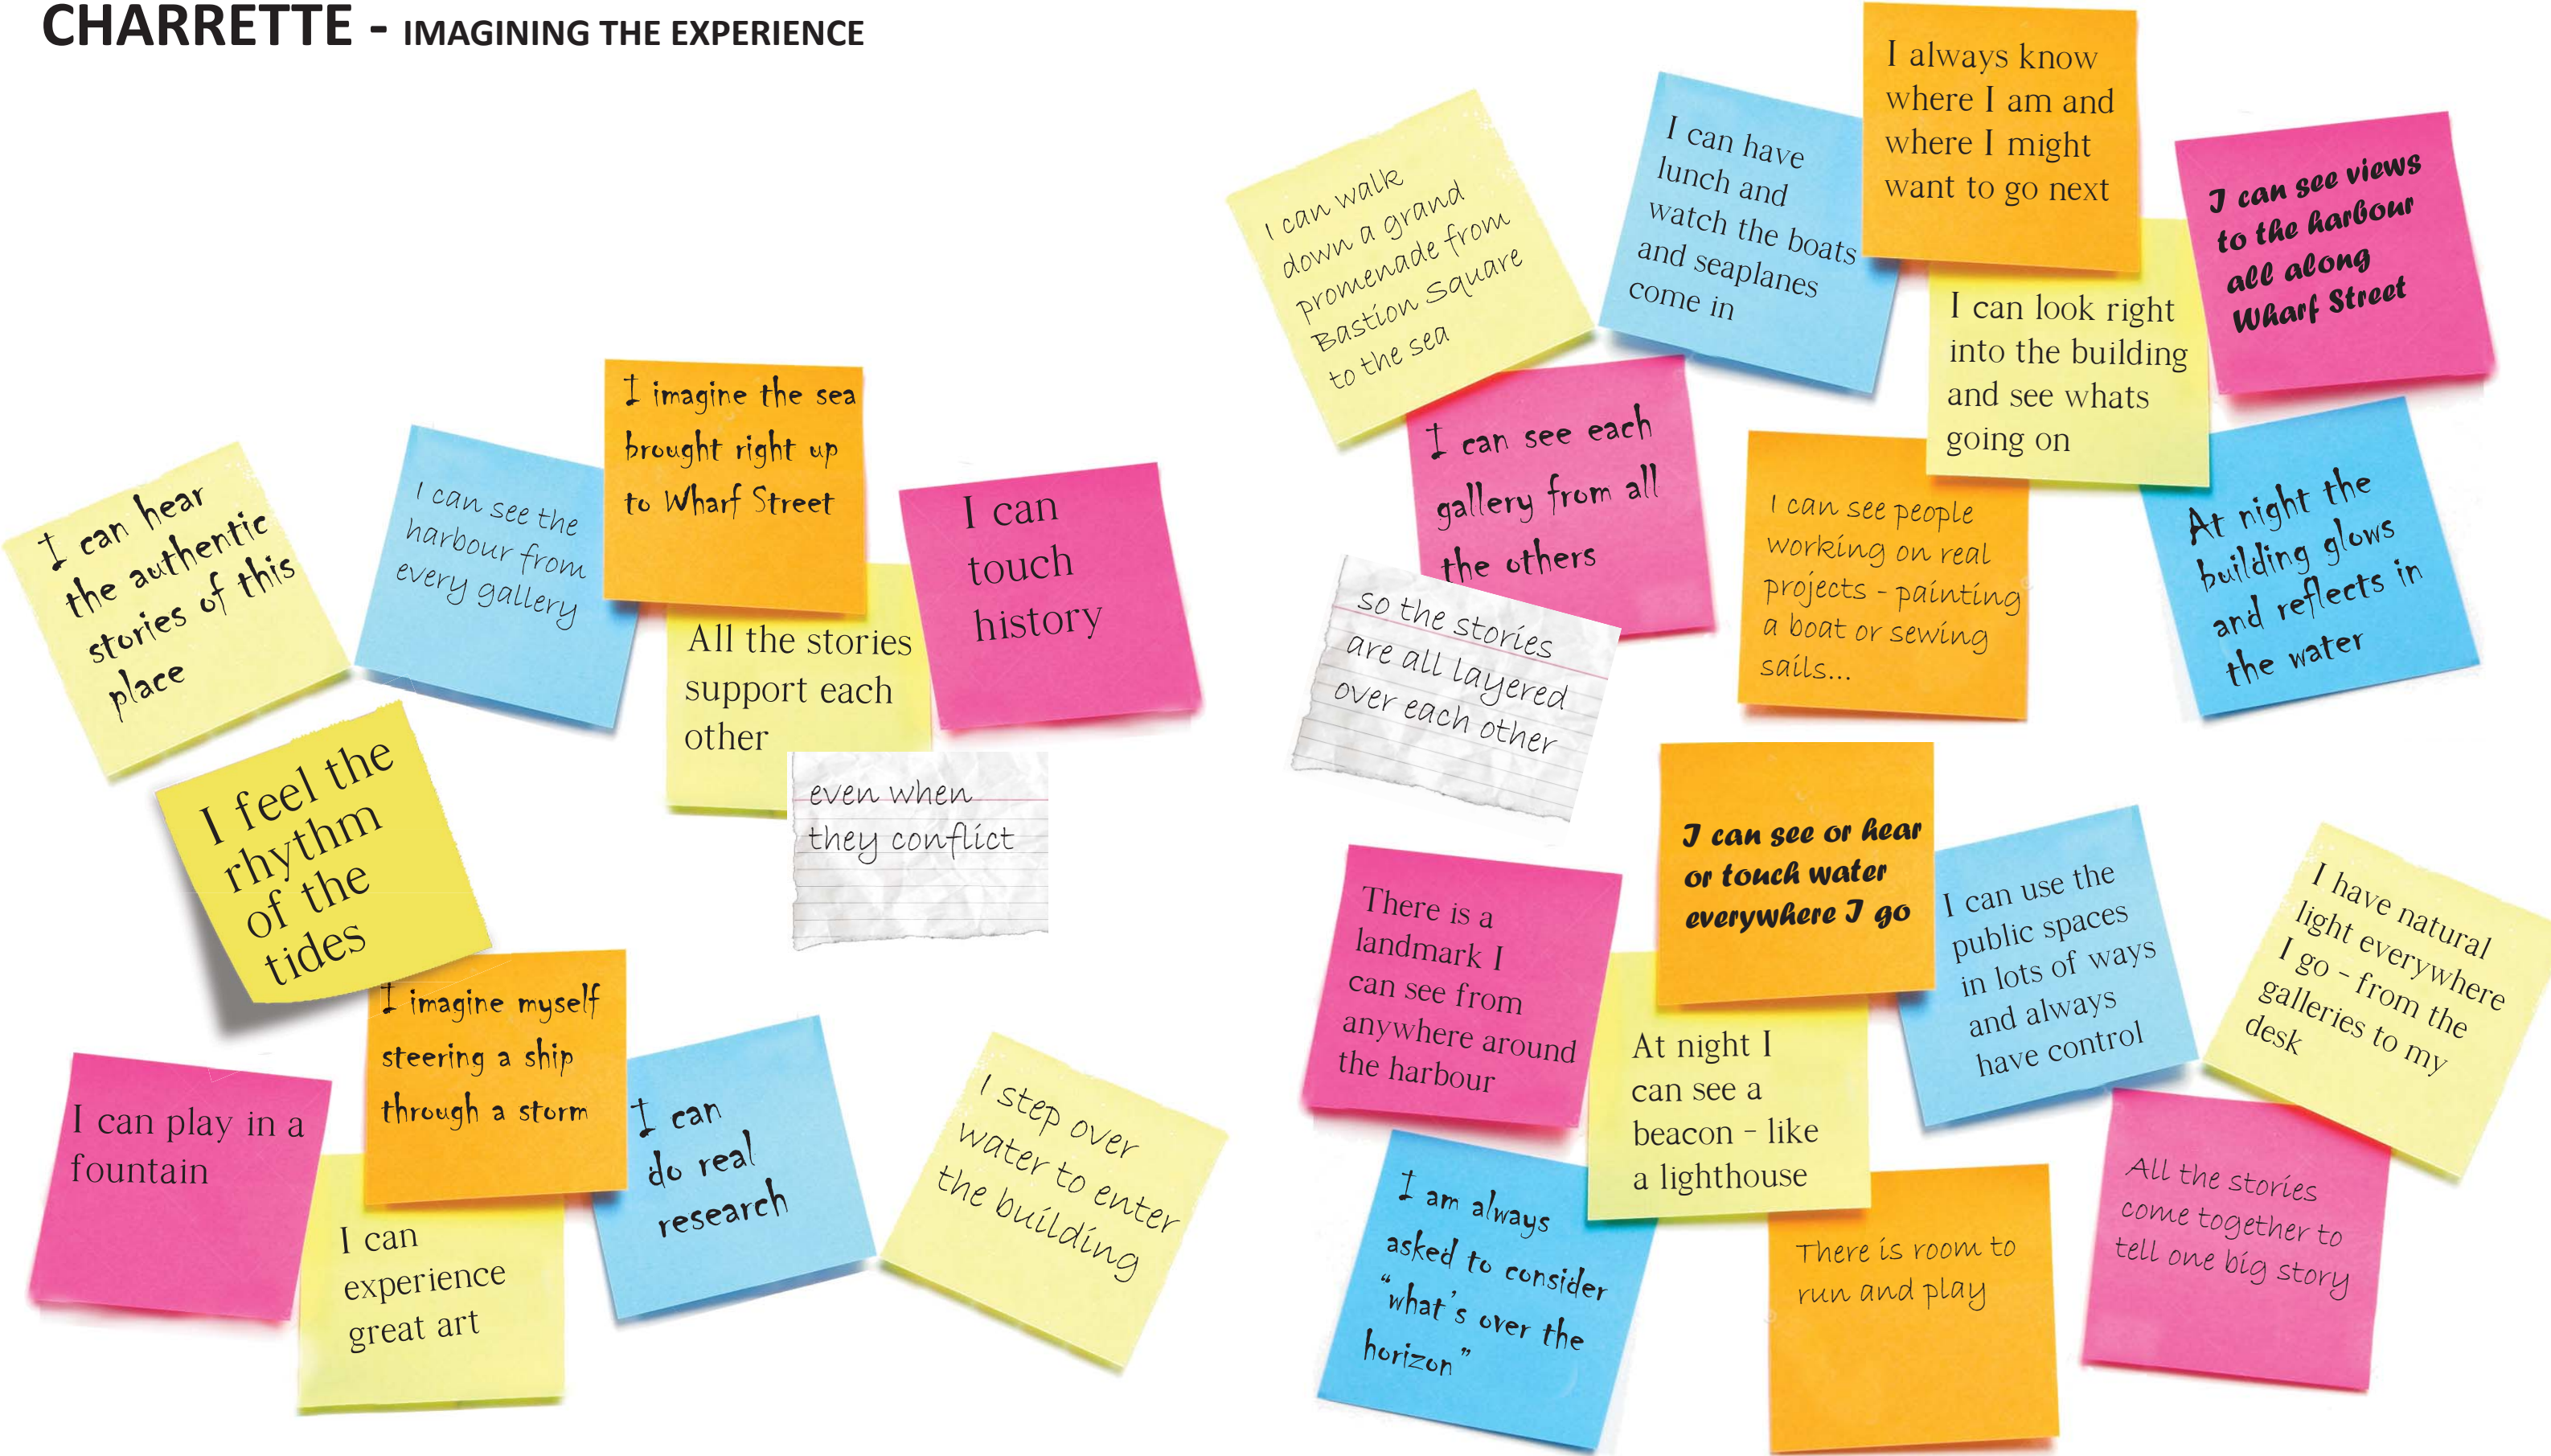 CHARRETTE - IMAGINING THE EXPERIENCE
I can hear
the authentic
stories of this
place
I can see the
harbour from
every gallery
I imagine the sea
brought right up
to Wharf Street
All the stories
support each
other
even when
they conflict
I can
touch
history
I feel the
rhythm
of the
tides
I can play in a
fountain
I imagine myself
steering a ship
through a storm
I can
experience
great art
I can
do real
research
I step over
water to enter
the building
I can walk
down a grand
promenade from
Bastion Square
to the sea
I can have
lunch and
watch the boats
and seaplanes
come in
I always know
where I am and
where I might
want to go next
I can look right
into the building
and see whats
going on
I can see views
to the harbour
all along
Wharf Street
I can see each
gallery from all
the others
so the stories
are all layered
over each other
I can see people
working on real
projects - painting
a boat or sewing
sails...
At night the
building glows
and reflects in
the water
There is a
landmark I
can see from
anywhere around
the harbour
I can see or hear
or touch water
everywhere I go
At night I
can see a
beacon - like
a lighthouse
I can use the
public spaces
in lots of ways
and always
have control
I have natural
light everywhere
I go - from the
galleries to my
desk
I am always
asked to consider
"what's over the
horizon"
There is room to
run and play
All the stories
come together to
tell one big story